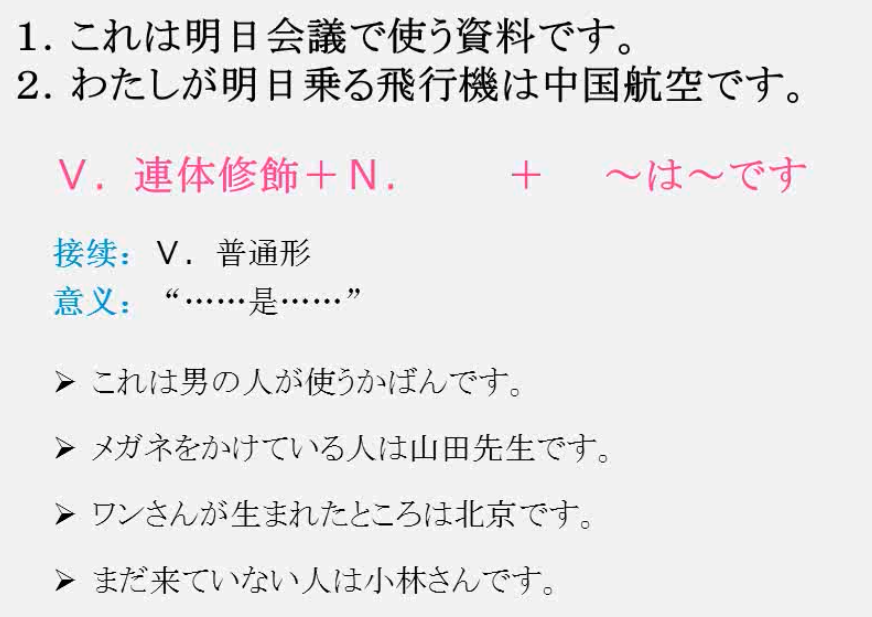 1. これは明日会議で使う資料です。
2. わたしが明日乗る飛行機は中国航空です。
V. 連体修飾+N. + ~は~です
接续: V. 普通形
意义: “……是……”
➢ これは男の人が使うかばんです。
➢ メガネをかけている人は山田先生です。
➢ ワンさんが生まれたところは北京です。
➢ まだ来ていない人は小林さんです。